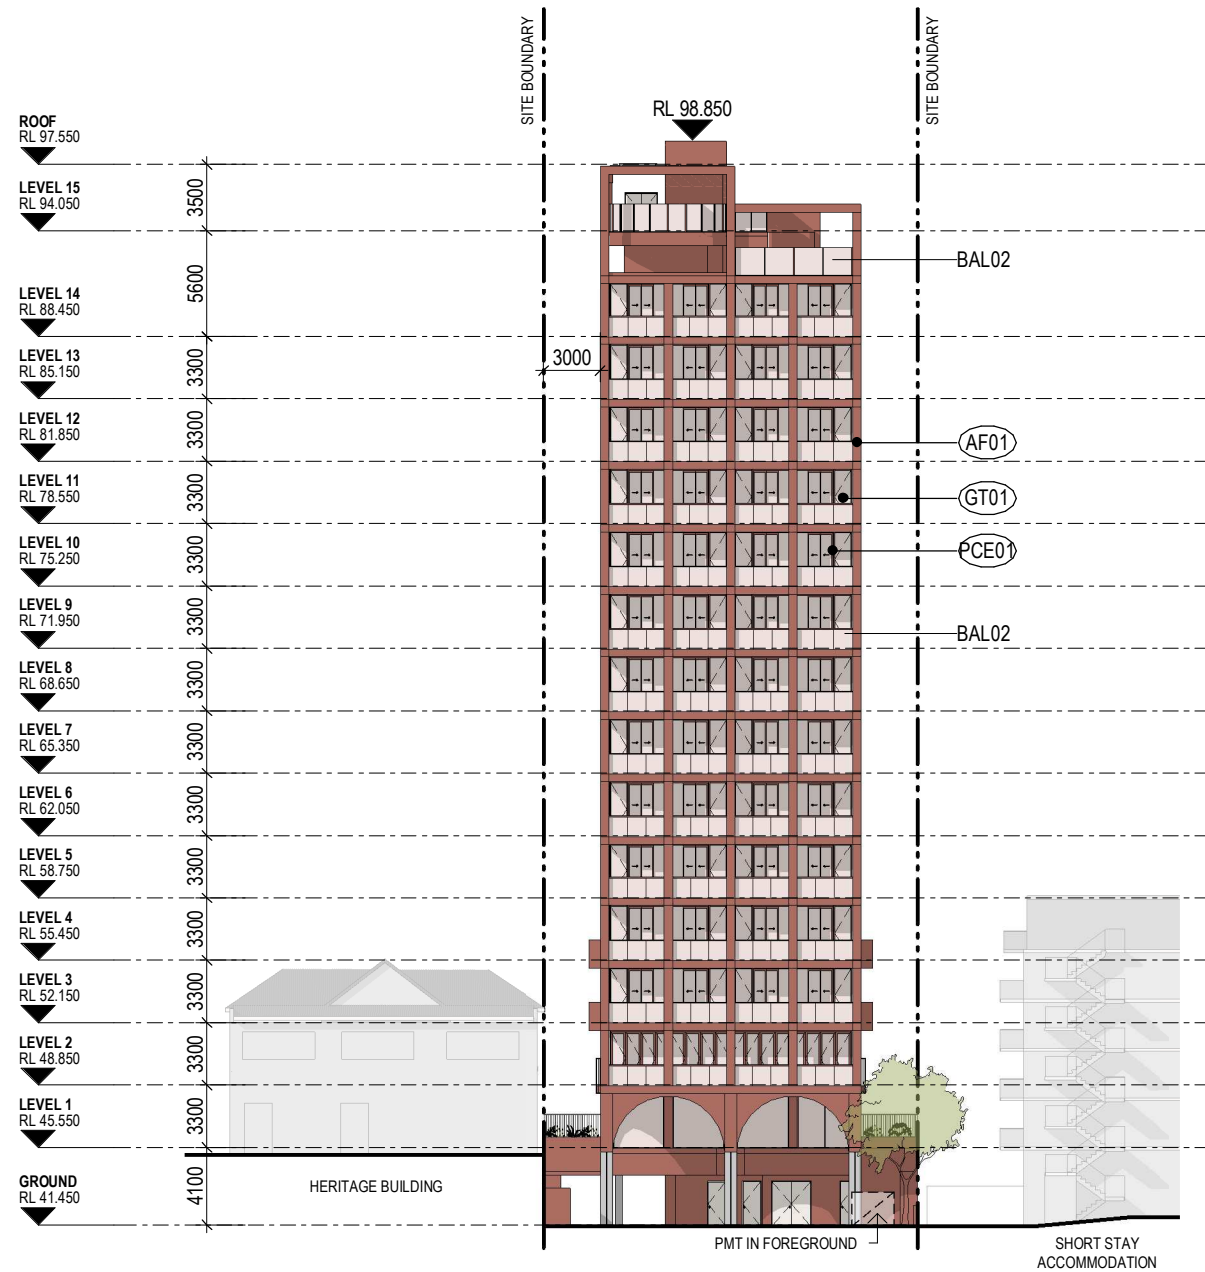 SITE BOUNDARY
SITE BOUNDARY
RL 98.850
ROOF
RL 97.550
3500
LEVEL 15
RL 94.050
BAL02
5600
LEVEL 14
RL 88.450
3000
LEVEL 13
RL 85.150
3300
LEVEL 12
RL 81.850
3300
AF01
LEVEL 11
RL 78.550
3300
GT01
LEVEL 10
RL 75.250
3300
PCE01
LEVEL 9
RL 71.950
3300
BAL02
LEVEL 8
RL 68.650
3300
LEVEL 7
RL 65.350
3300
LEVEL 6
RL 62.050
3300
LEVEL 5
RL 58.750
3300
LEVEL 4
RL 55.450
3300
LEVEL 3
RL 52.150
3300
LEVEL 2
RL 48.850
3300
LEVEL 1
RL 45.550
3300
GROUND
RL 41.450
4100
HERITAGE BUILDING
PMT IN FOREGROUND
SHORT STAY
ACCOMMODATION